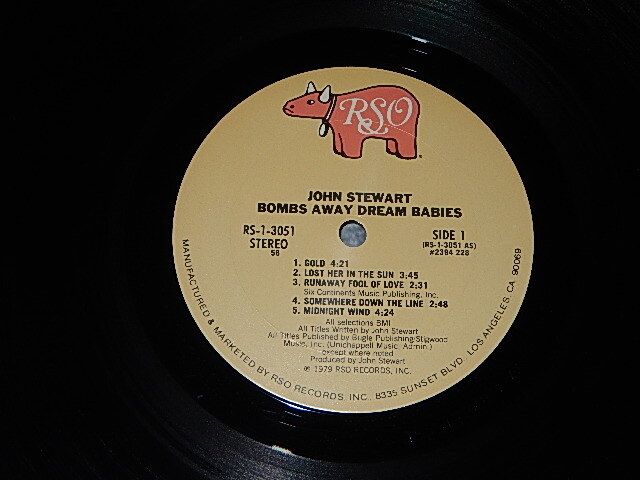 RSO
JOHN STEWART
BOMBS AWAY DREAM BABIES
RS-1-3051
STEREO
56
SIDE 1
(RS-1-3051 AS)
#2394 228
1. GOLD 4:21
2. LOST HER IN THE SUN 3:45
3. RUNAWAY FOOL OF LOVE 2:31
Six Continents Music Publishing, Inc.
4. SOMEWHERE DOWN THE LINE 2:48
5. MIDNIGHT WIND 4:24
All selections BMI
All Titles Written by John Stewart
All Titles Published by Bugle Publishing/Stigwood
Music, Inc. (Unichappell Music, Admin.)
except where noted
Produced by John Stewart
℗ 1979 RSO RECORDS, INC.
MANUFACTURED & MARKETED BY RSO RECORDS, INC., 8335 SUNSET BLVD., LOS ANGELES, CA. 90069